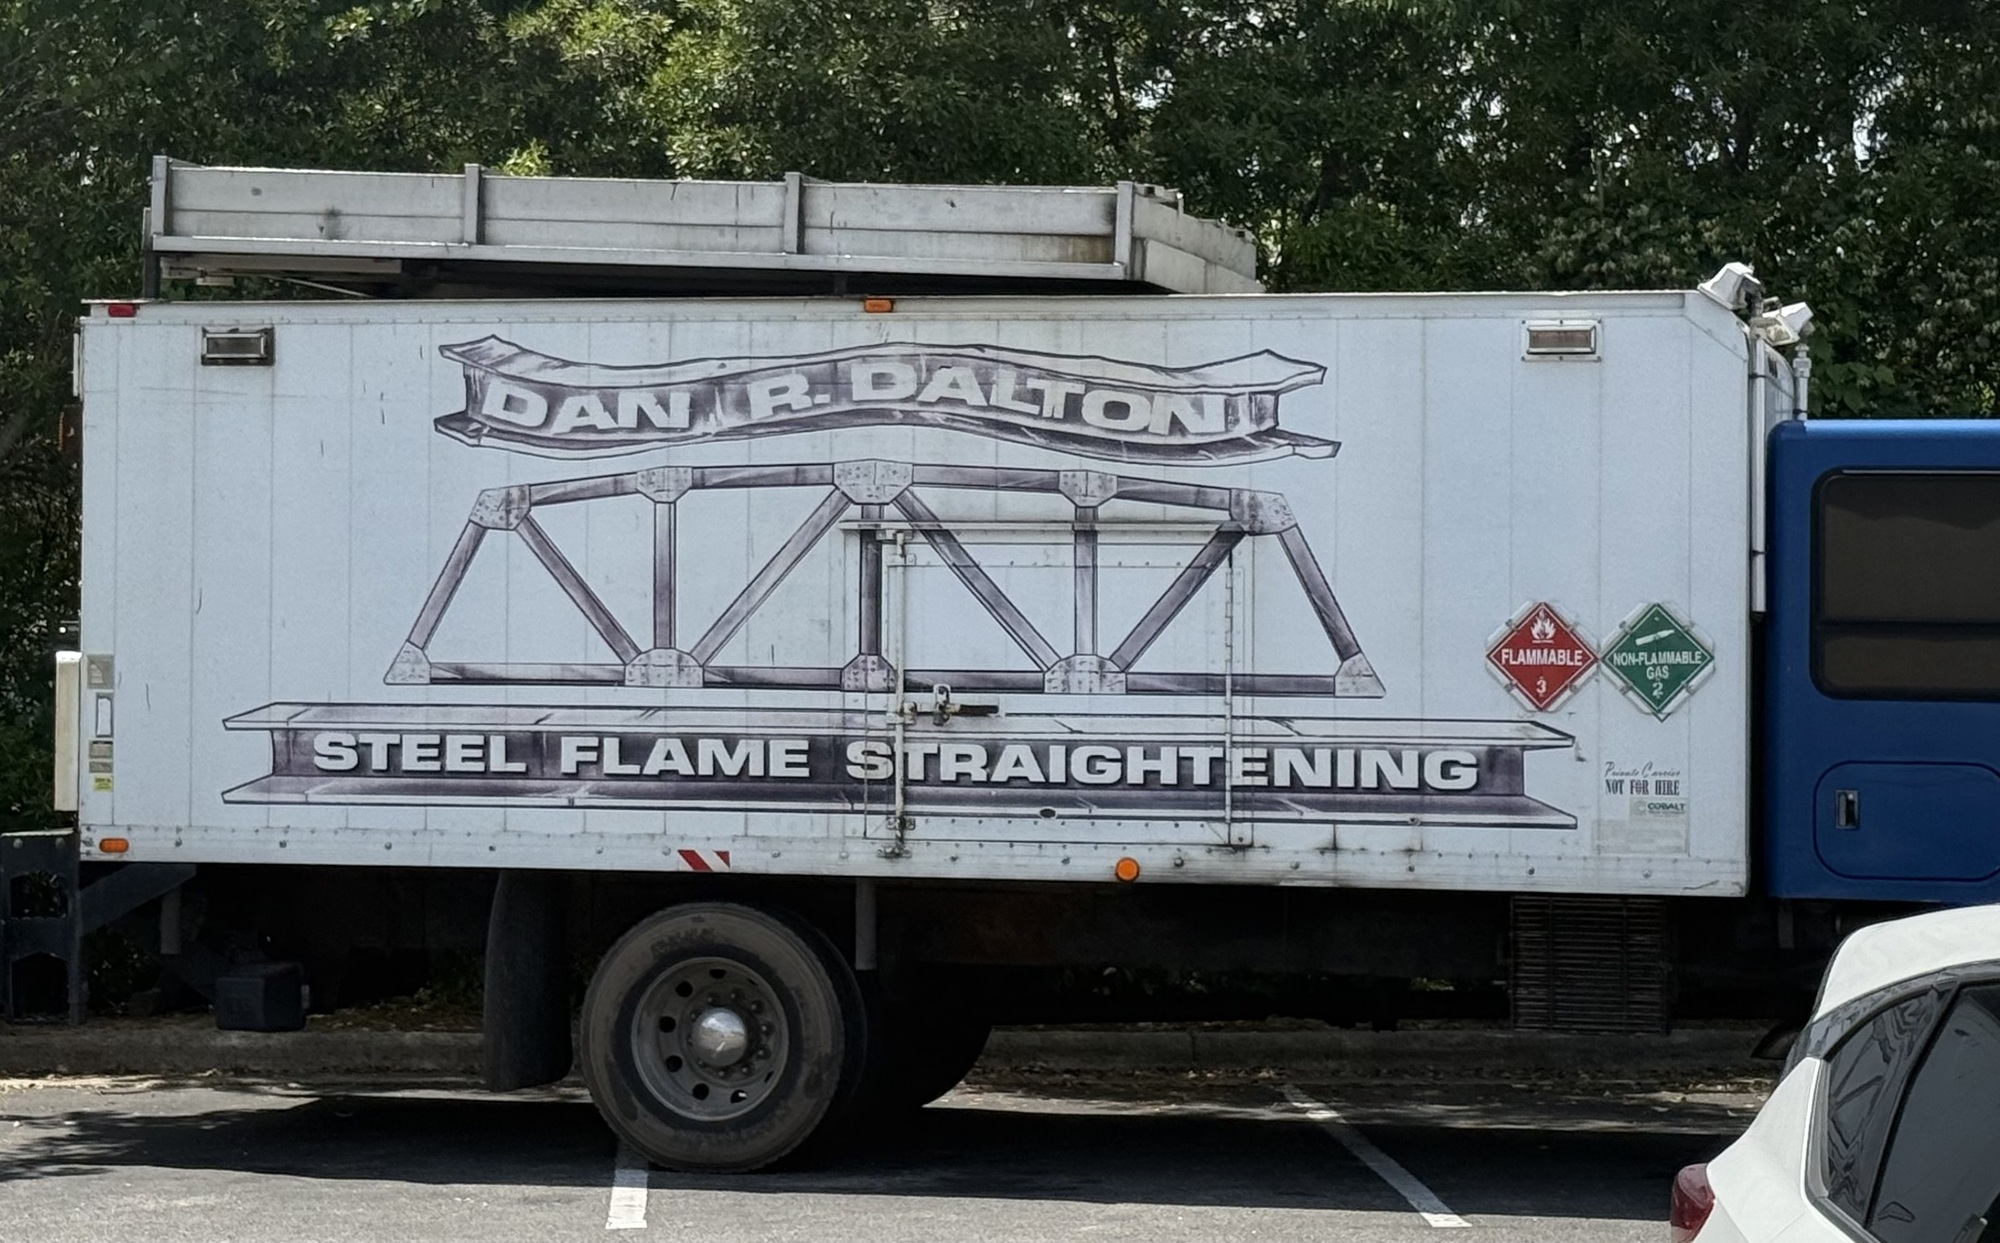 DAN R. DALTON
STEEL FLAME STRAIGHTENING
FLAMMABLE
3
NON-FLAMMABLE
GAS
2
Private Carrier
NOT FOR HIRE
COBALT